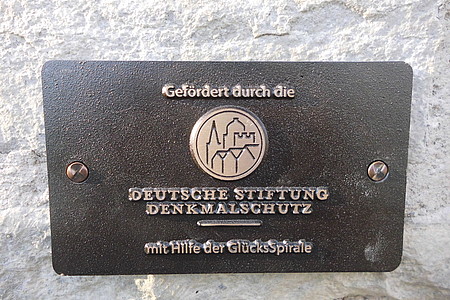 Gefördert durch die
DEUTSCHE STIFTUNG
DENKMALSCHUTZ
mit Hilfe der GlücksSpirale